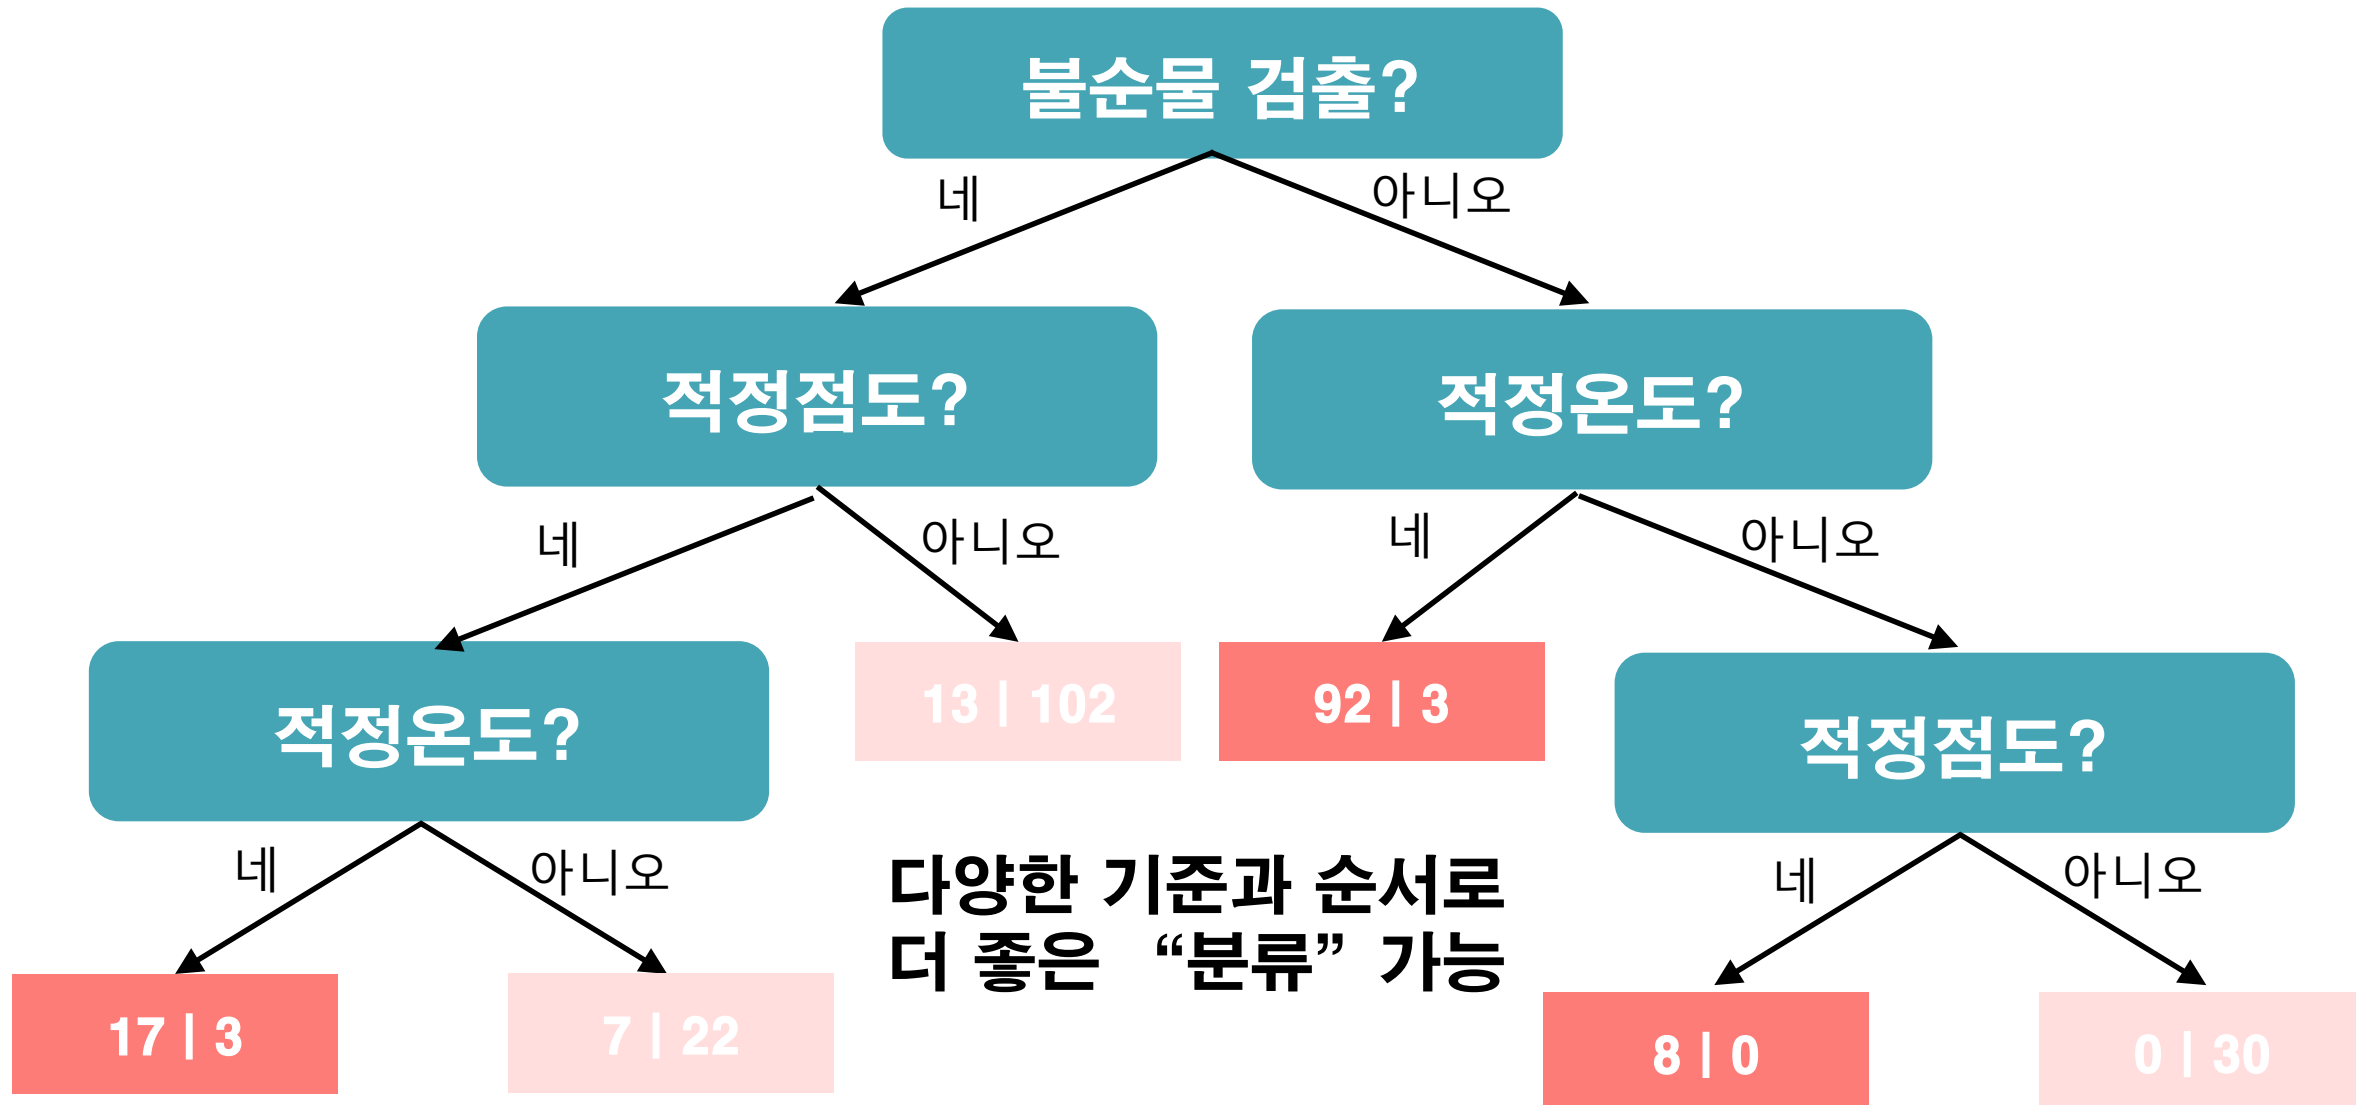 불순물 검출?
네
아니오
적정점도?
적정온도?
네
아니오
네
아니오
적정온도?
13 | 102
92 | 3
적정점도?
네
아니오
다양한 기준과 순서로
더 좋은 “분류” 가능
네
아니오
17 | 3
7 | 22
8 | 0
0 | 30